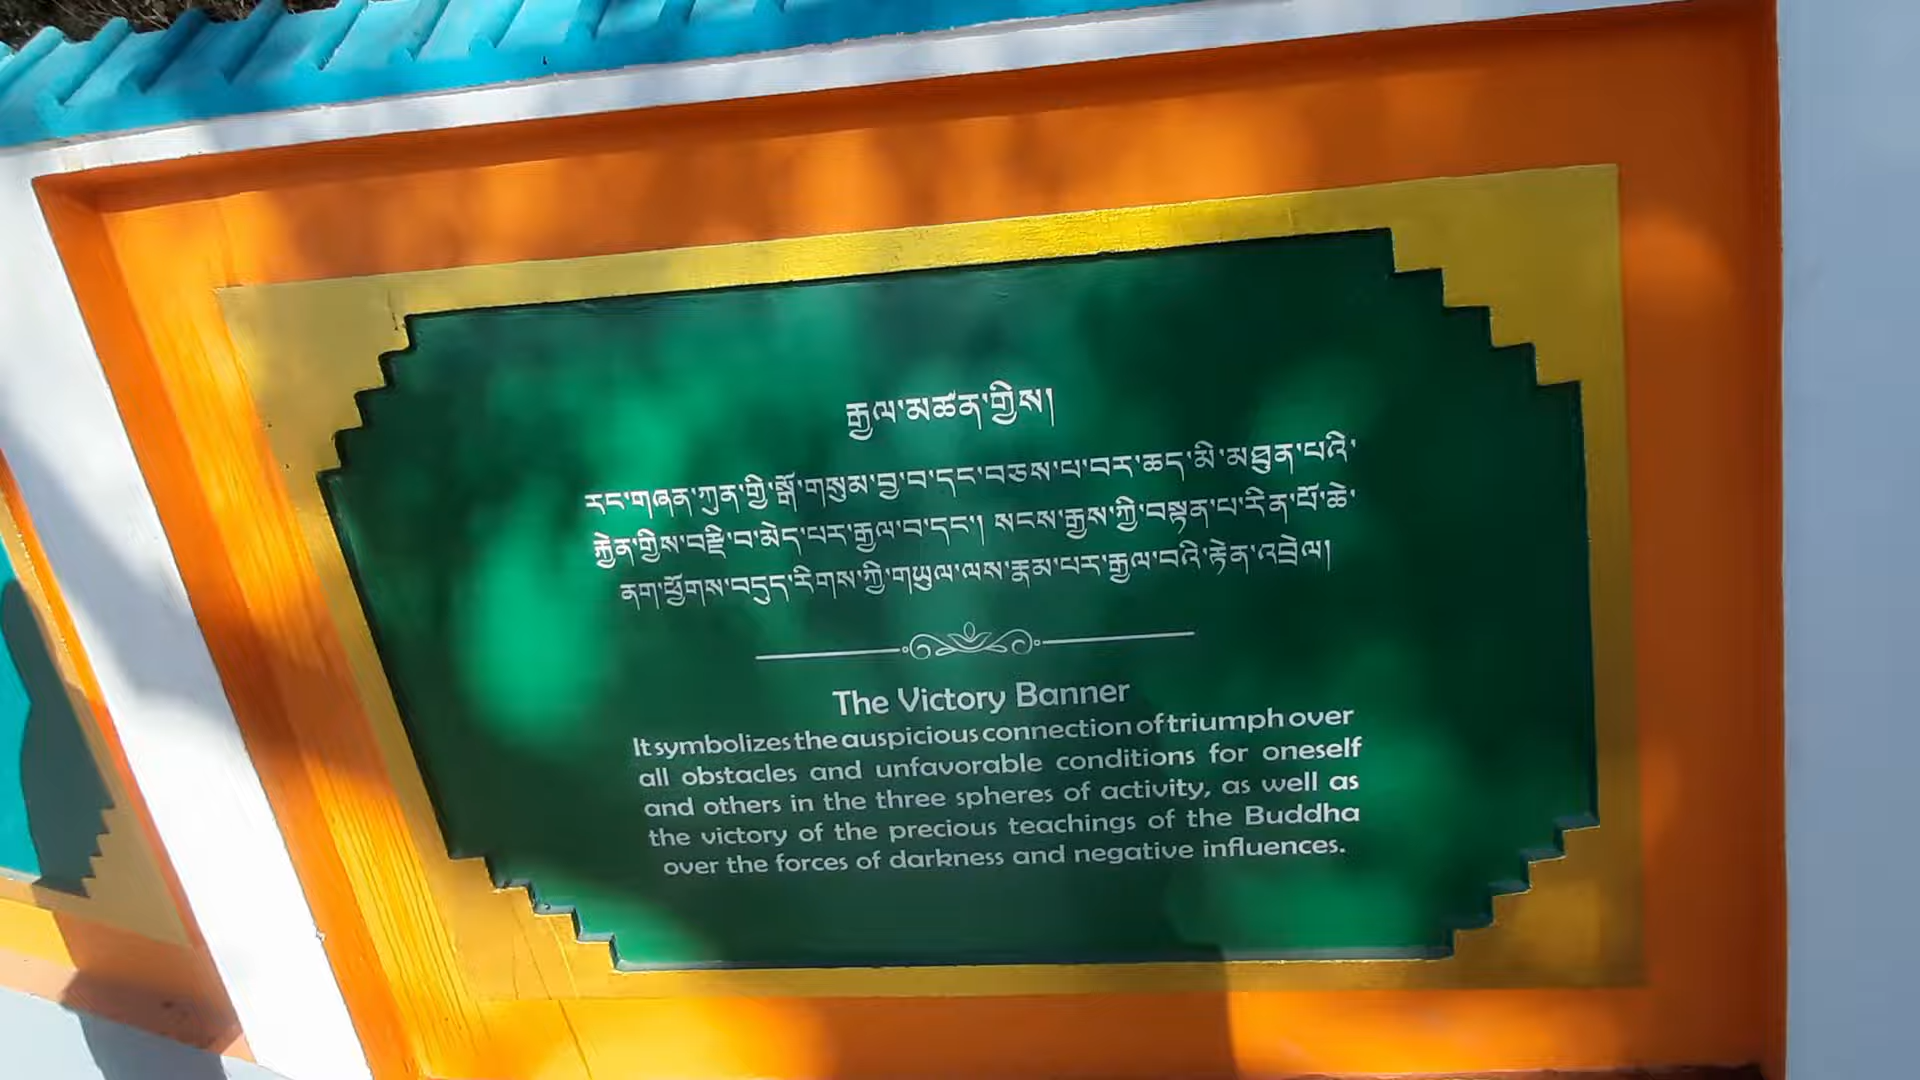 རྒྱལ་མཚན་གྱིས།
རང་གཞན་ཀུན་གྱི་སྒོ་གསུམ་བྱ་བ་དང་བཅས་པ་བར་ཆད་མི་མཐུན་པའི་
རྐྱེན་གྱིས་བརྫི་བ་མེད་པར་རྒྱལ་བ་དང་། སངས་རྒྱས་ཀྱི་བསྟན་པ་རིན་པོ་ཆེ་
ནག་ཕྱོགས་བདུད་རིགས་ཀྱི་གཡུལ་ལས་རྣམ་པར་རྒྱལ་བའི་རྟེན་འབྲེལ།
The Victory Banner
It symbolizes the auspicious connection of triumph over
all obstacles and unfavorable conditions for oneself
and others in the three spheres of activity, as well as
the victory of the precious teachings of the Buddha
over the forces of darkness and negative influences.